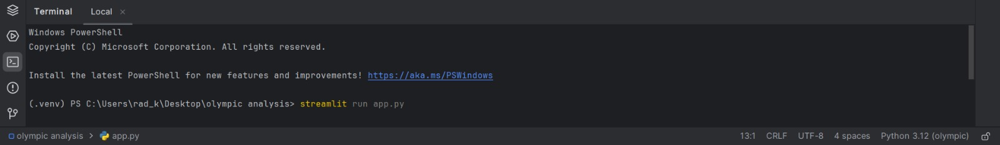 Terminal Local ×
Windows PowerShell
Copyright (C) Microsoft Corporation. All rights reserved.
Install the latest PowerShell for new features and improvements! https://aka.ms/PSWindows
(.venv) PS C:\Users\rad_k\Desktop\olympic analysis> streamlit run app.py
olympic analysis > app.py 13:1 CRLF UTF-8 4 spaces Python 3.12 (olympic)